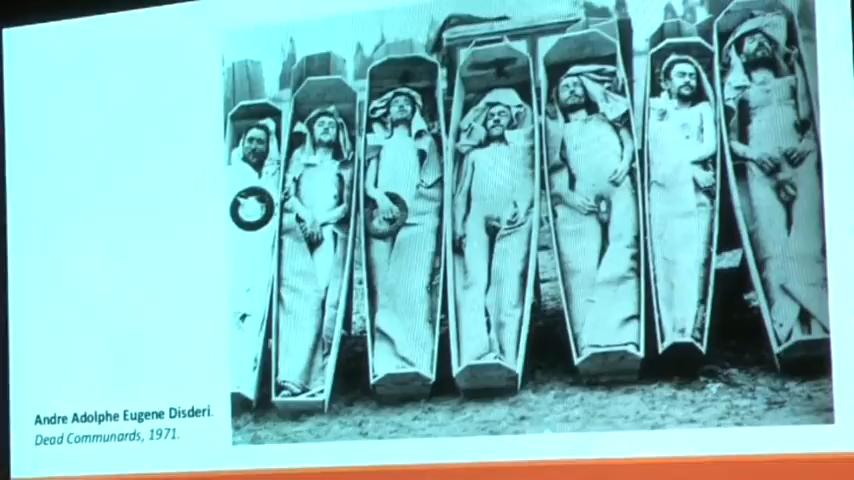 Andre Adolphe Eugene Disderi.
Dead Communards, 1971.